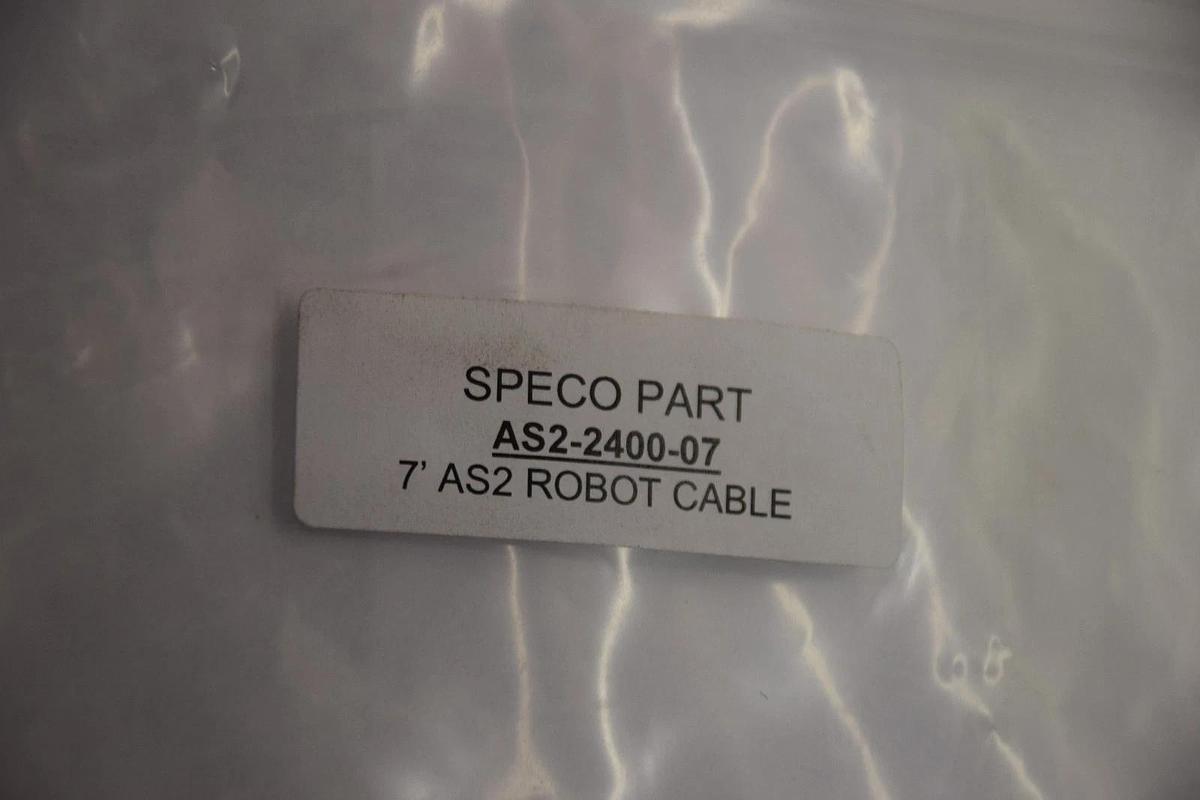 SPECO PART
AS2-2400-07
7’ AS2 ROBOT CABLE